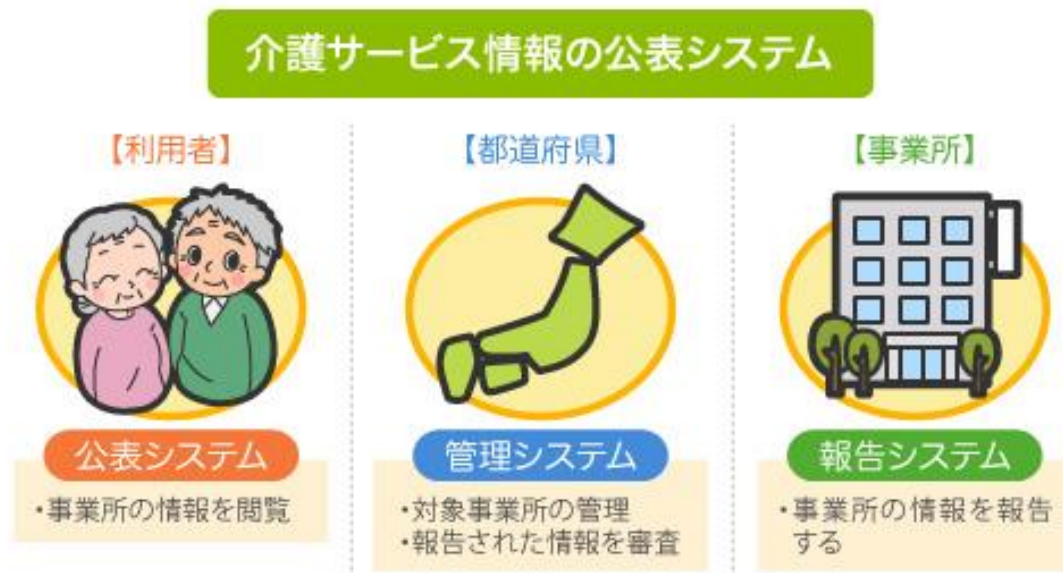 介護サービス情報の公表システム
【利用者】
公表システム
・事業所の情報を閲覧
【都道府県】
管理システム
・対象事業所の管理
・報告された情報を審査
【事業所】
報告システム
・事業所の情報を報告
する